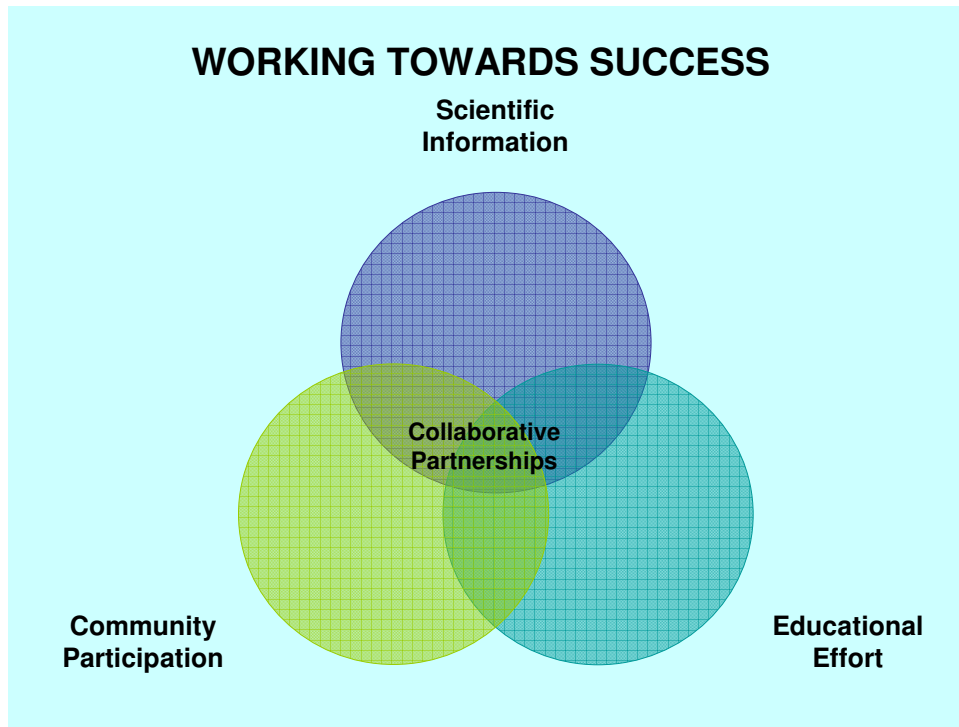 WORKING TOWARDS SUCCESS
Scientific
Information
Collaborative
Partnerships
Community
Participation
Educational
Effort